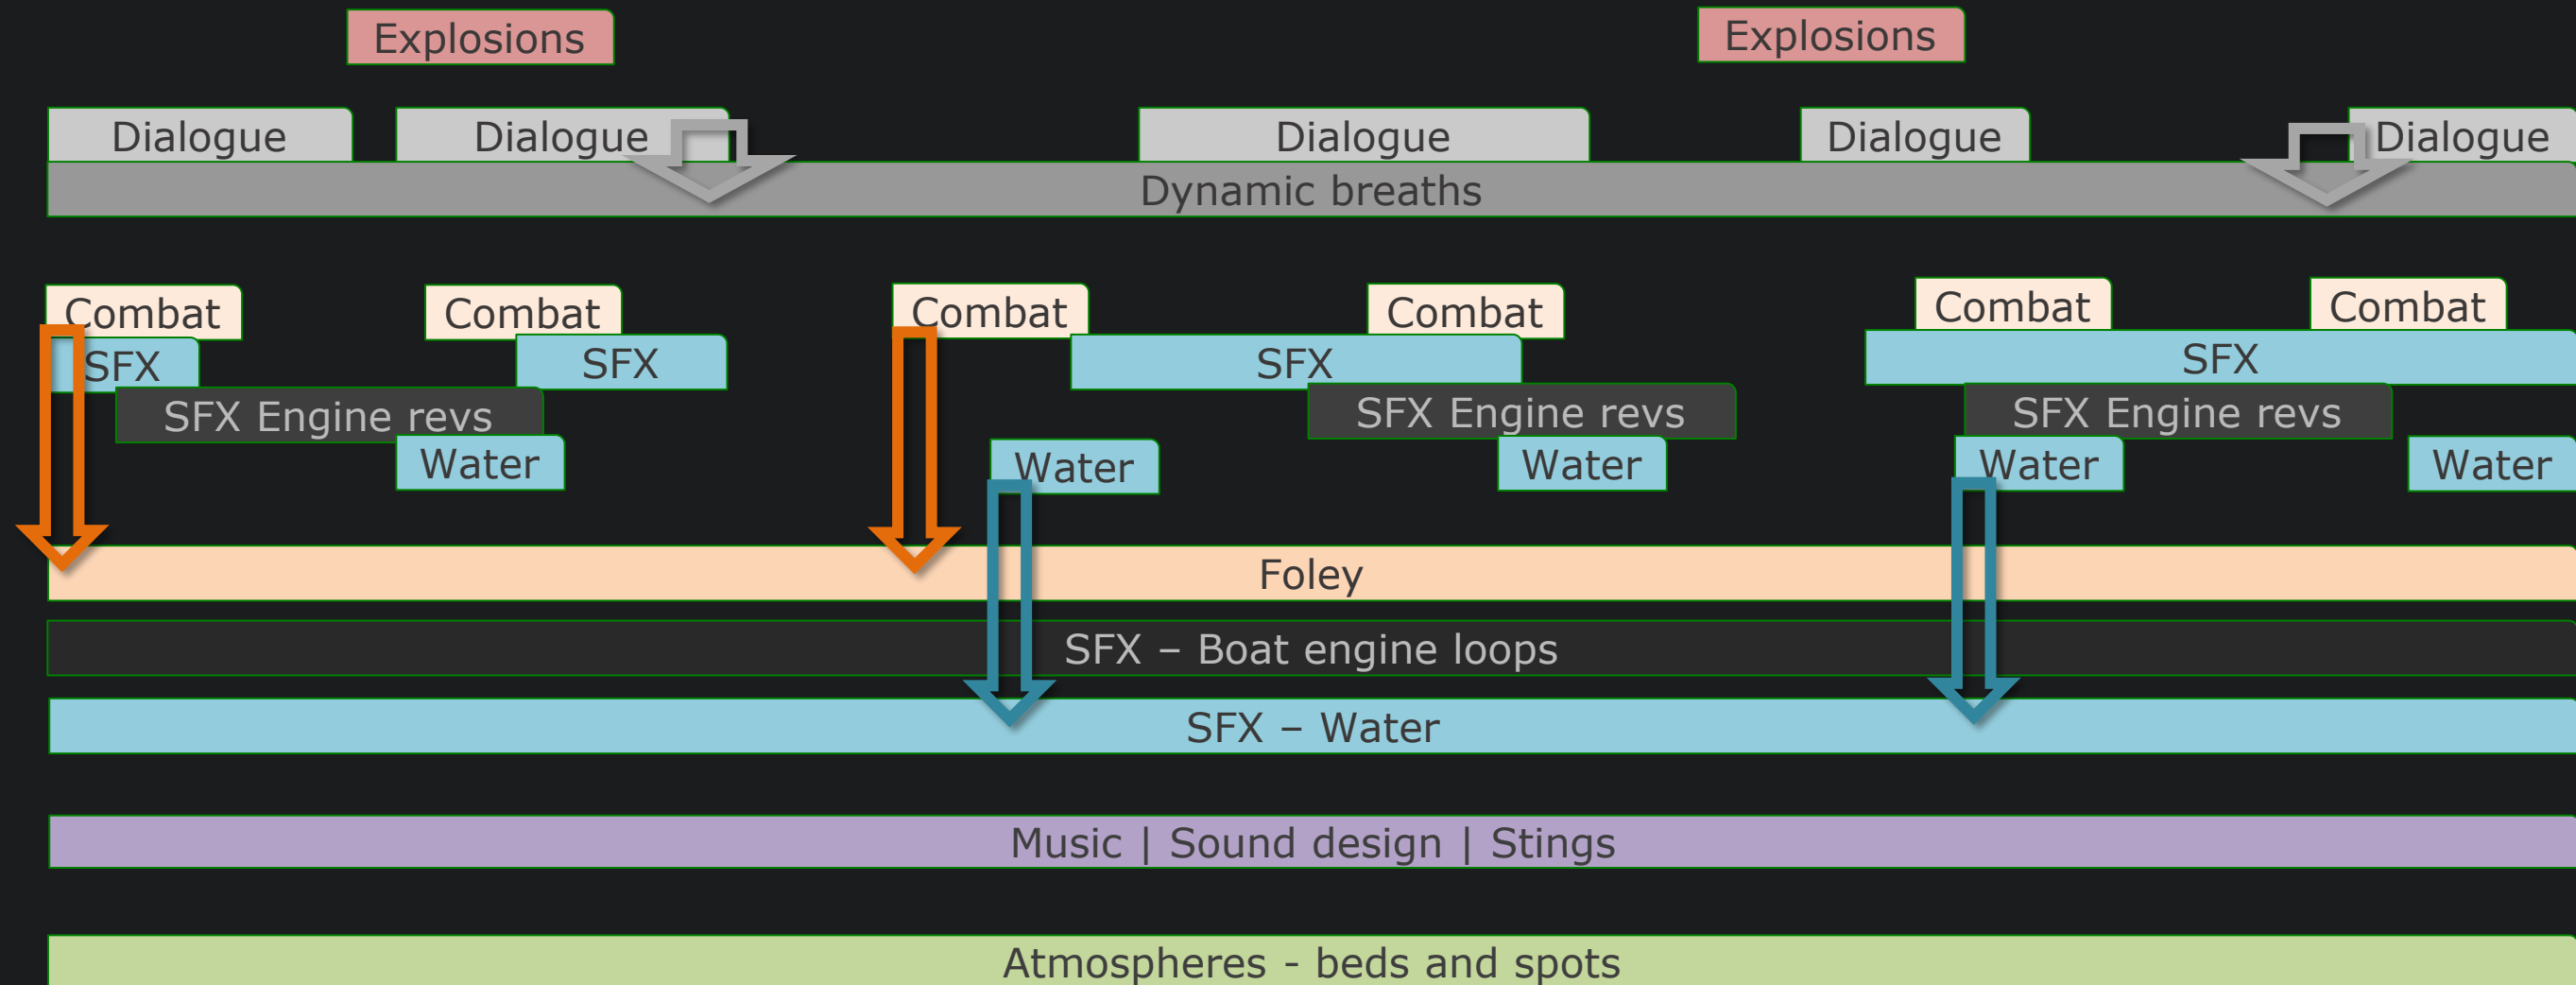 Explosions
Explosions
Dialogue
Dialogue
Dialogue
Dialogue
Dialogue
Dynamic breaths
Combat
Combat
Combat
Combat
Combat
Combat
SFX
SFX
SFX
SFX
SFX Engine revs
SFX Engine revs
SFX Engine revs
Water
Water
Water
Water
Water
Foley
SFX – Boat engine loops
SFX – Water
Music | Sound design | Stings
Atmospheres - beds and spots